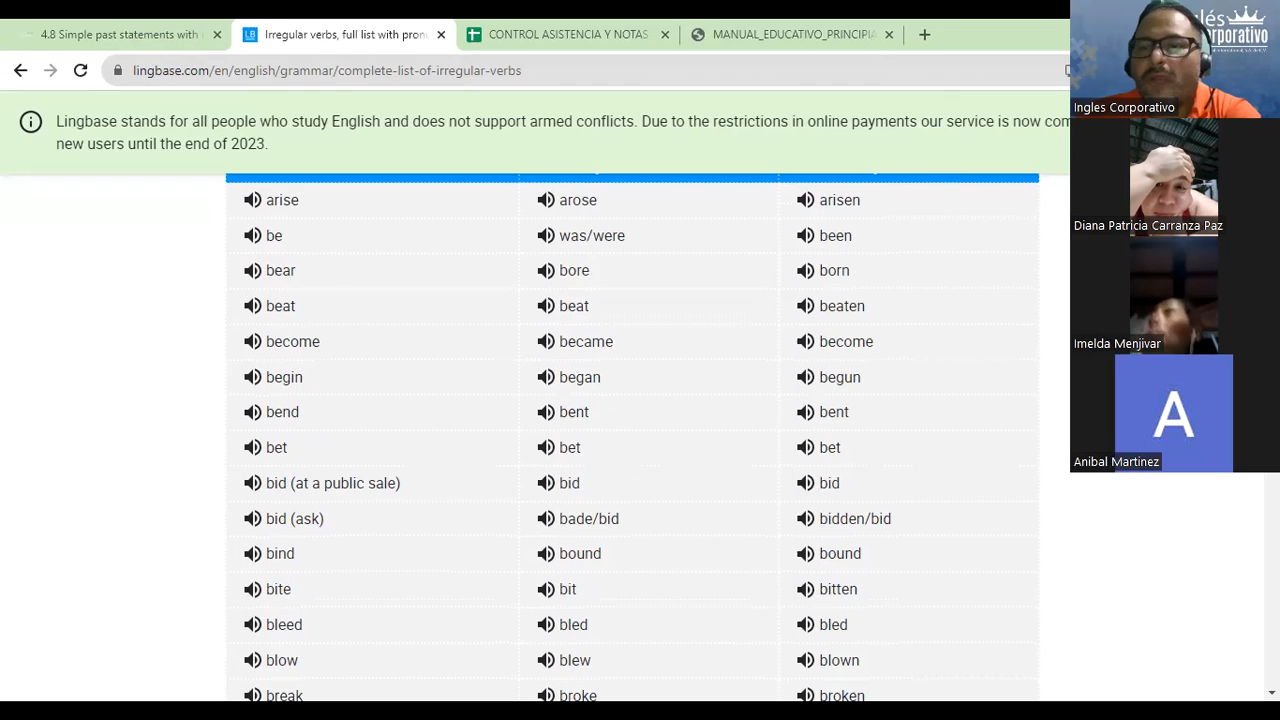 4.8 Simple past statements with
Irregular verbs, full list with pron
CONTROL ASISTENCIA Y NOTAS
MANUAL_EDUCATIVO_PRINCIPIA
lingbase.com/en/english/grammar/complete-list-of-irregular-verbs
Lingbase stands for all people who study English and does not support armed conflicts. Due to the restrictions in online payments our service is now com
new users until the end of 2023.
arise arose arisen
be was/were been
bear bore born
beat beat beaten
become became become
begin began begun
bend bent bent
bet bet bet
bid (at a public sale) bid bid
bid (ask) bade/bid bidden/bid
bind bound bound
bite bit bitten
bleed bled bled
blow blew blown
break broke broken
Corporativo
Ingles Corporativo
Diana Patricia Carranza Paz
Imelda Menjivar
A
Anibal Martinez